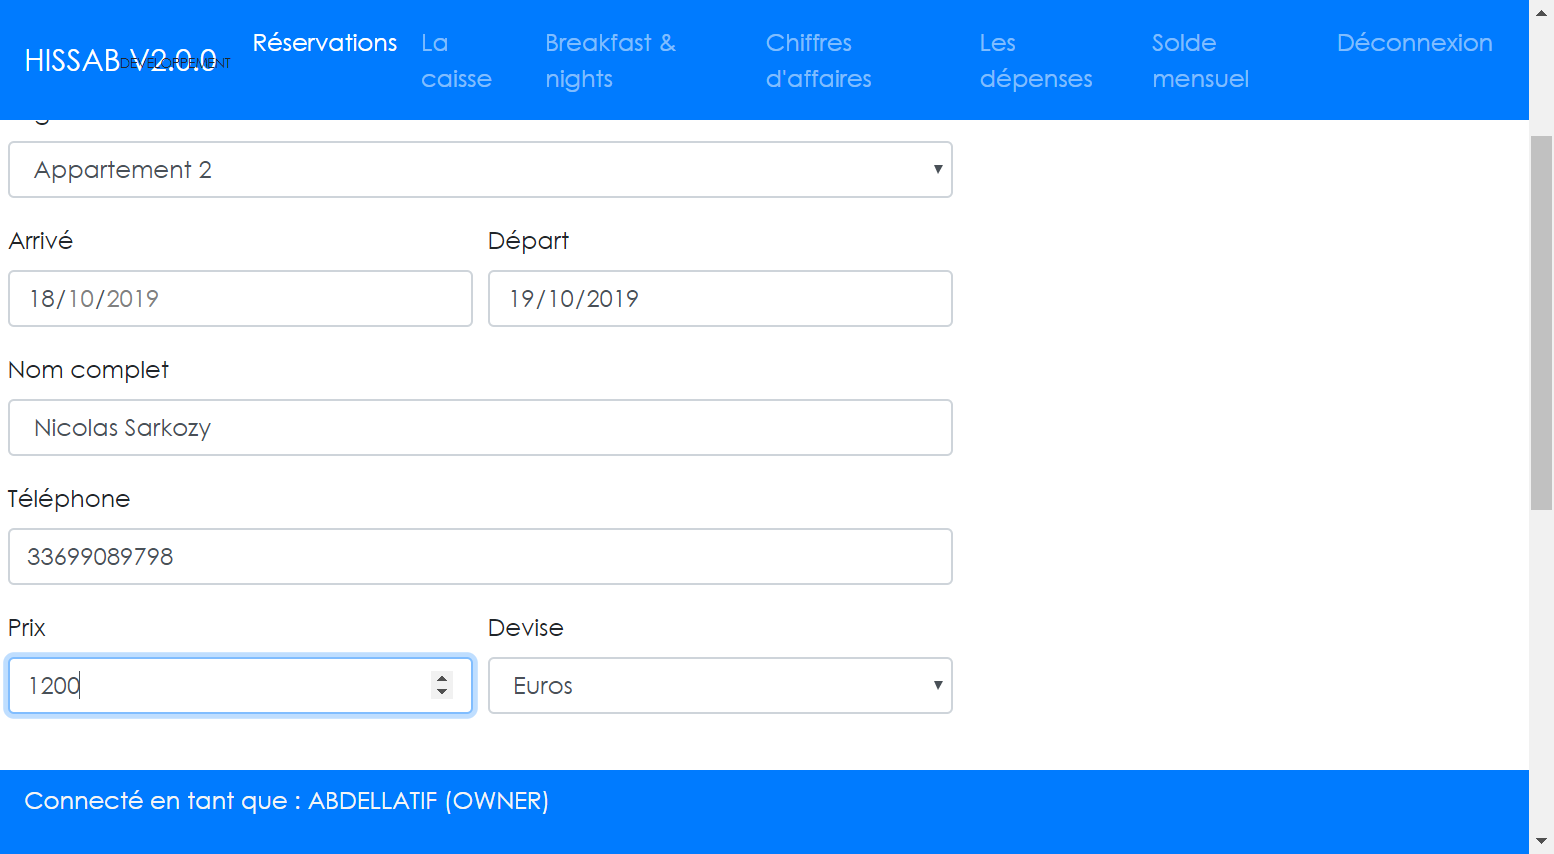 HISSAB V2.0.0
DEVELOPPEMENT
Réservations
La caisse
Breakfast & nights
Chiffres d'affaires
Les dépenses
Solde mensuel
Déconnexion
Appartement 2
Arrivé
Départ
18/10/2019
19/10/2019
Nom complet
Nicolas Sarkozy
Téléphone
33699089798
Prix
Devise
1200
Euros
Connecté en tant que : ABDELLATIF (OWNER)